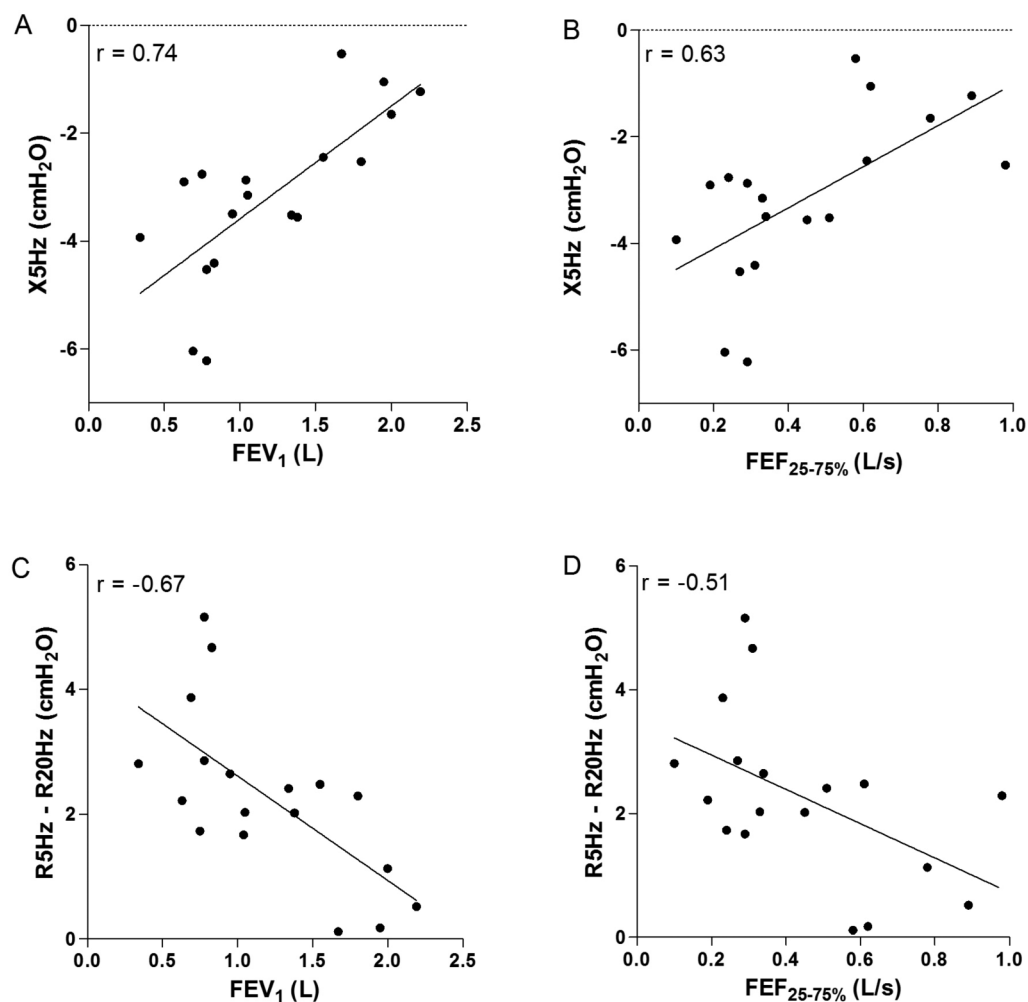 A
r = 0.74
0
-2
-4
-6
X5Hz (cmH₂O)
0.0 0.5 1.0 1.5 2.0 2.5
FEV₁ (L)
B
r = 0.63
0
-2
-4
-6
X5Hz (cmH₂O)
0.0 0.2 0.4 0.6 0.8 1.0
FEF₂₅₋₇₅% (L/s)
C
r = -0.67
6
4
2
0
R5Hz - R20Hz (cmH₂O)
0.0 0.5 1.0 1.5 2.0 2.5
FEV₁ (L)
D
r = -0.51
6
4
2
0
R5Hz - R20Hz (cmH₂O)
0.0 0.2 0.4 0.6 0.8 1.0
FEF₂₅₋₇₅% (L/s)